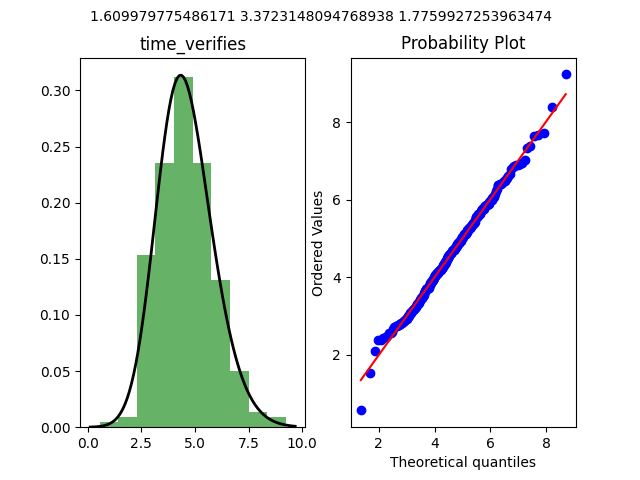 1.609979775486171 3.3723148094768938 1.7759927253963474
time_verifies
Probability Plot
0.30
0.25
0.20
0.15
0.10
0.05
0.00
0.0 2.5 5.0 7.5 10.0
Ordered Values
8
6
4
2
2 4 6 8
Theoretical quantiles